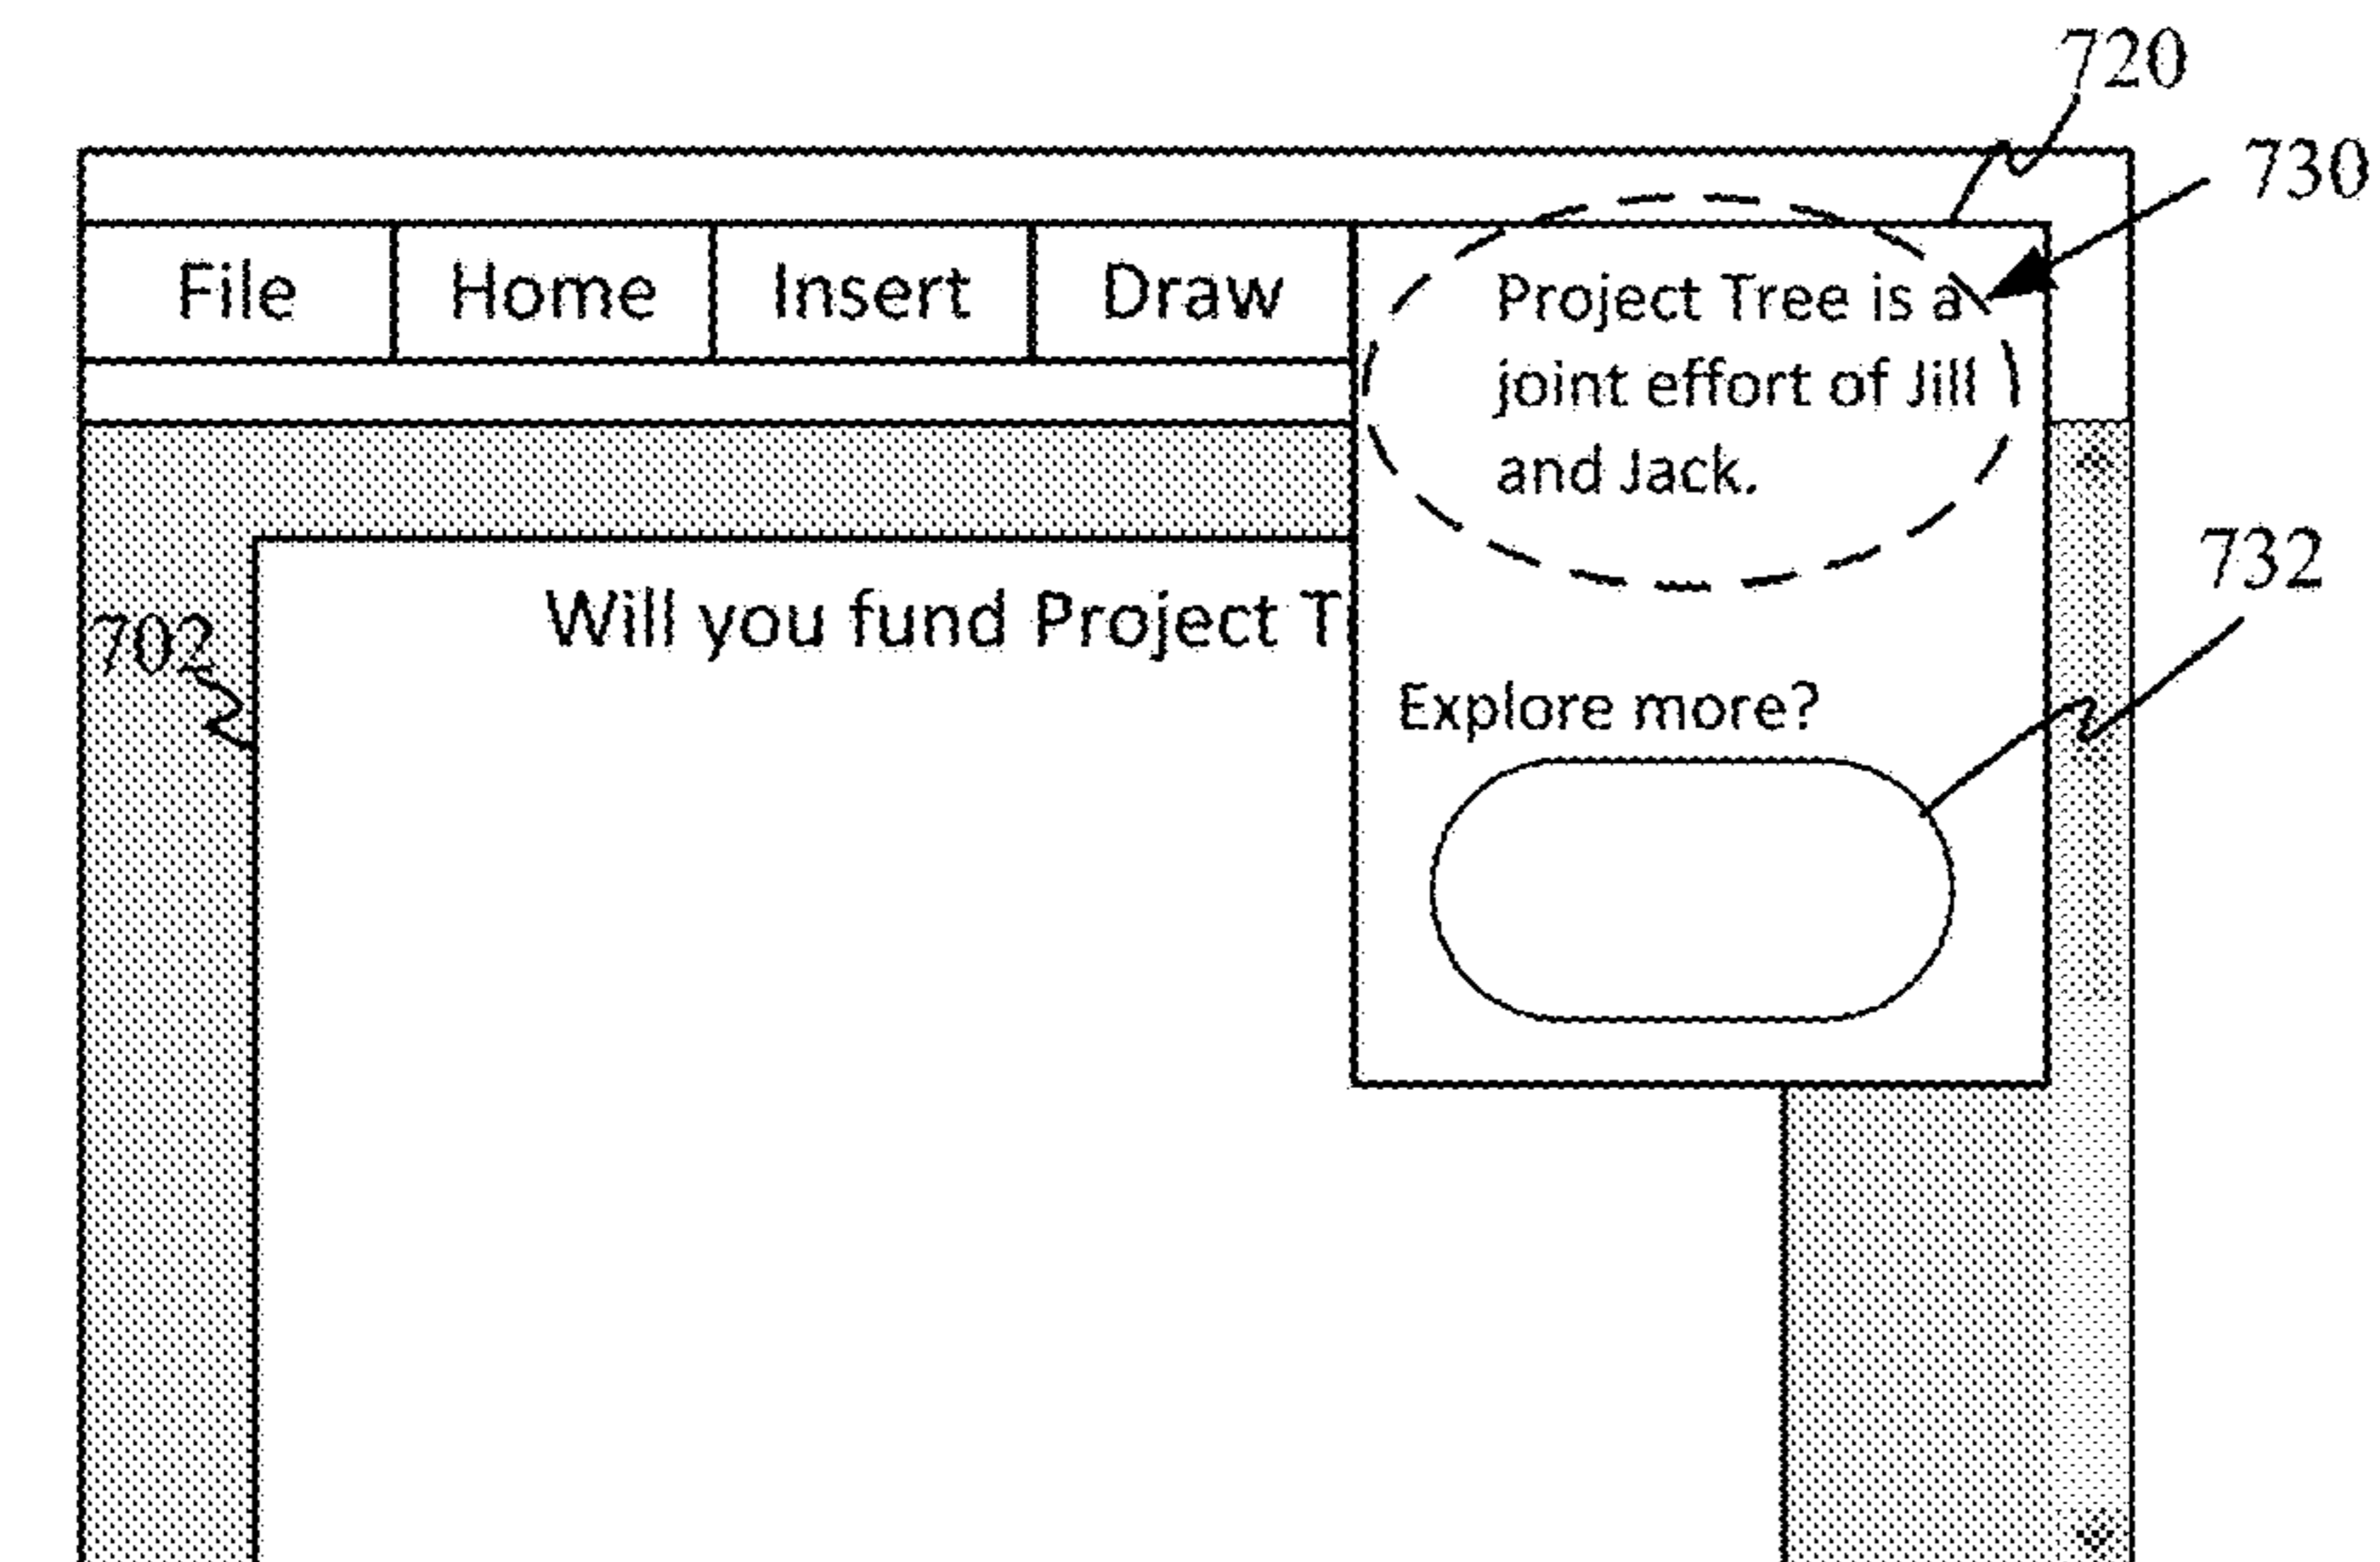 720
730
File Home Insert Draw
Project Tree is a
joint effort of Jill
and Jack.
732
Will you fund Project T
702
Explore more?